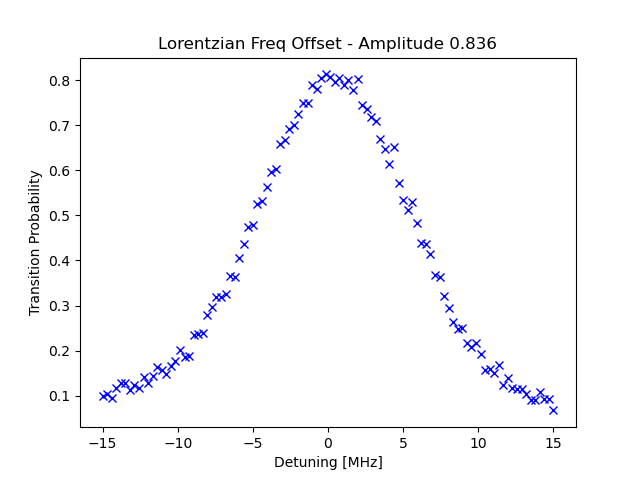 Lorentzian Freq Offset - Amplitude 0.836
0.8
0.7
0.6
0.5
0.4
0.3
0.2
0.1
Transition Probability
−15 −10 −5 0 5 10 15
Detuning [MHz]